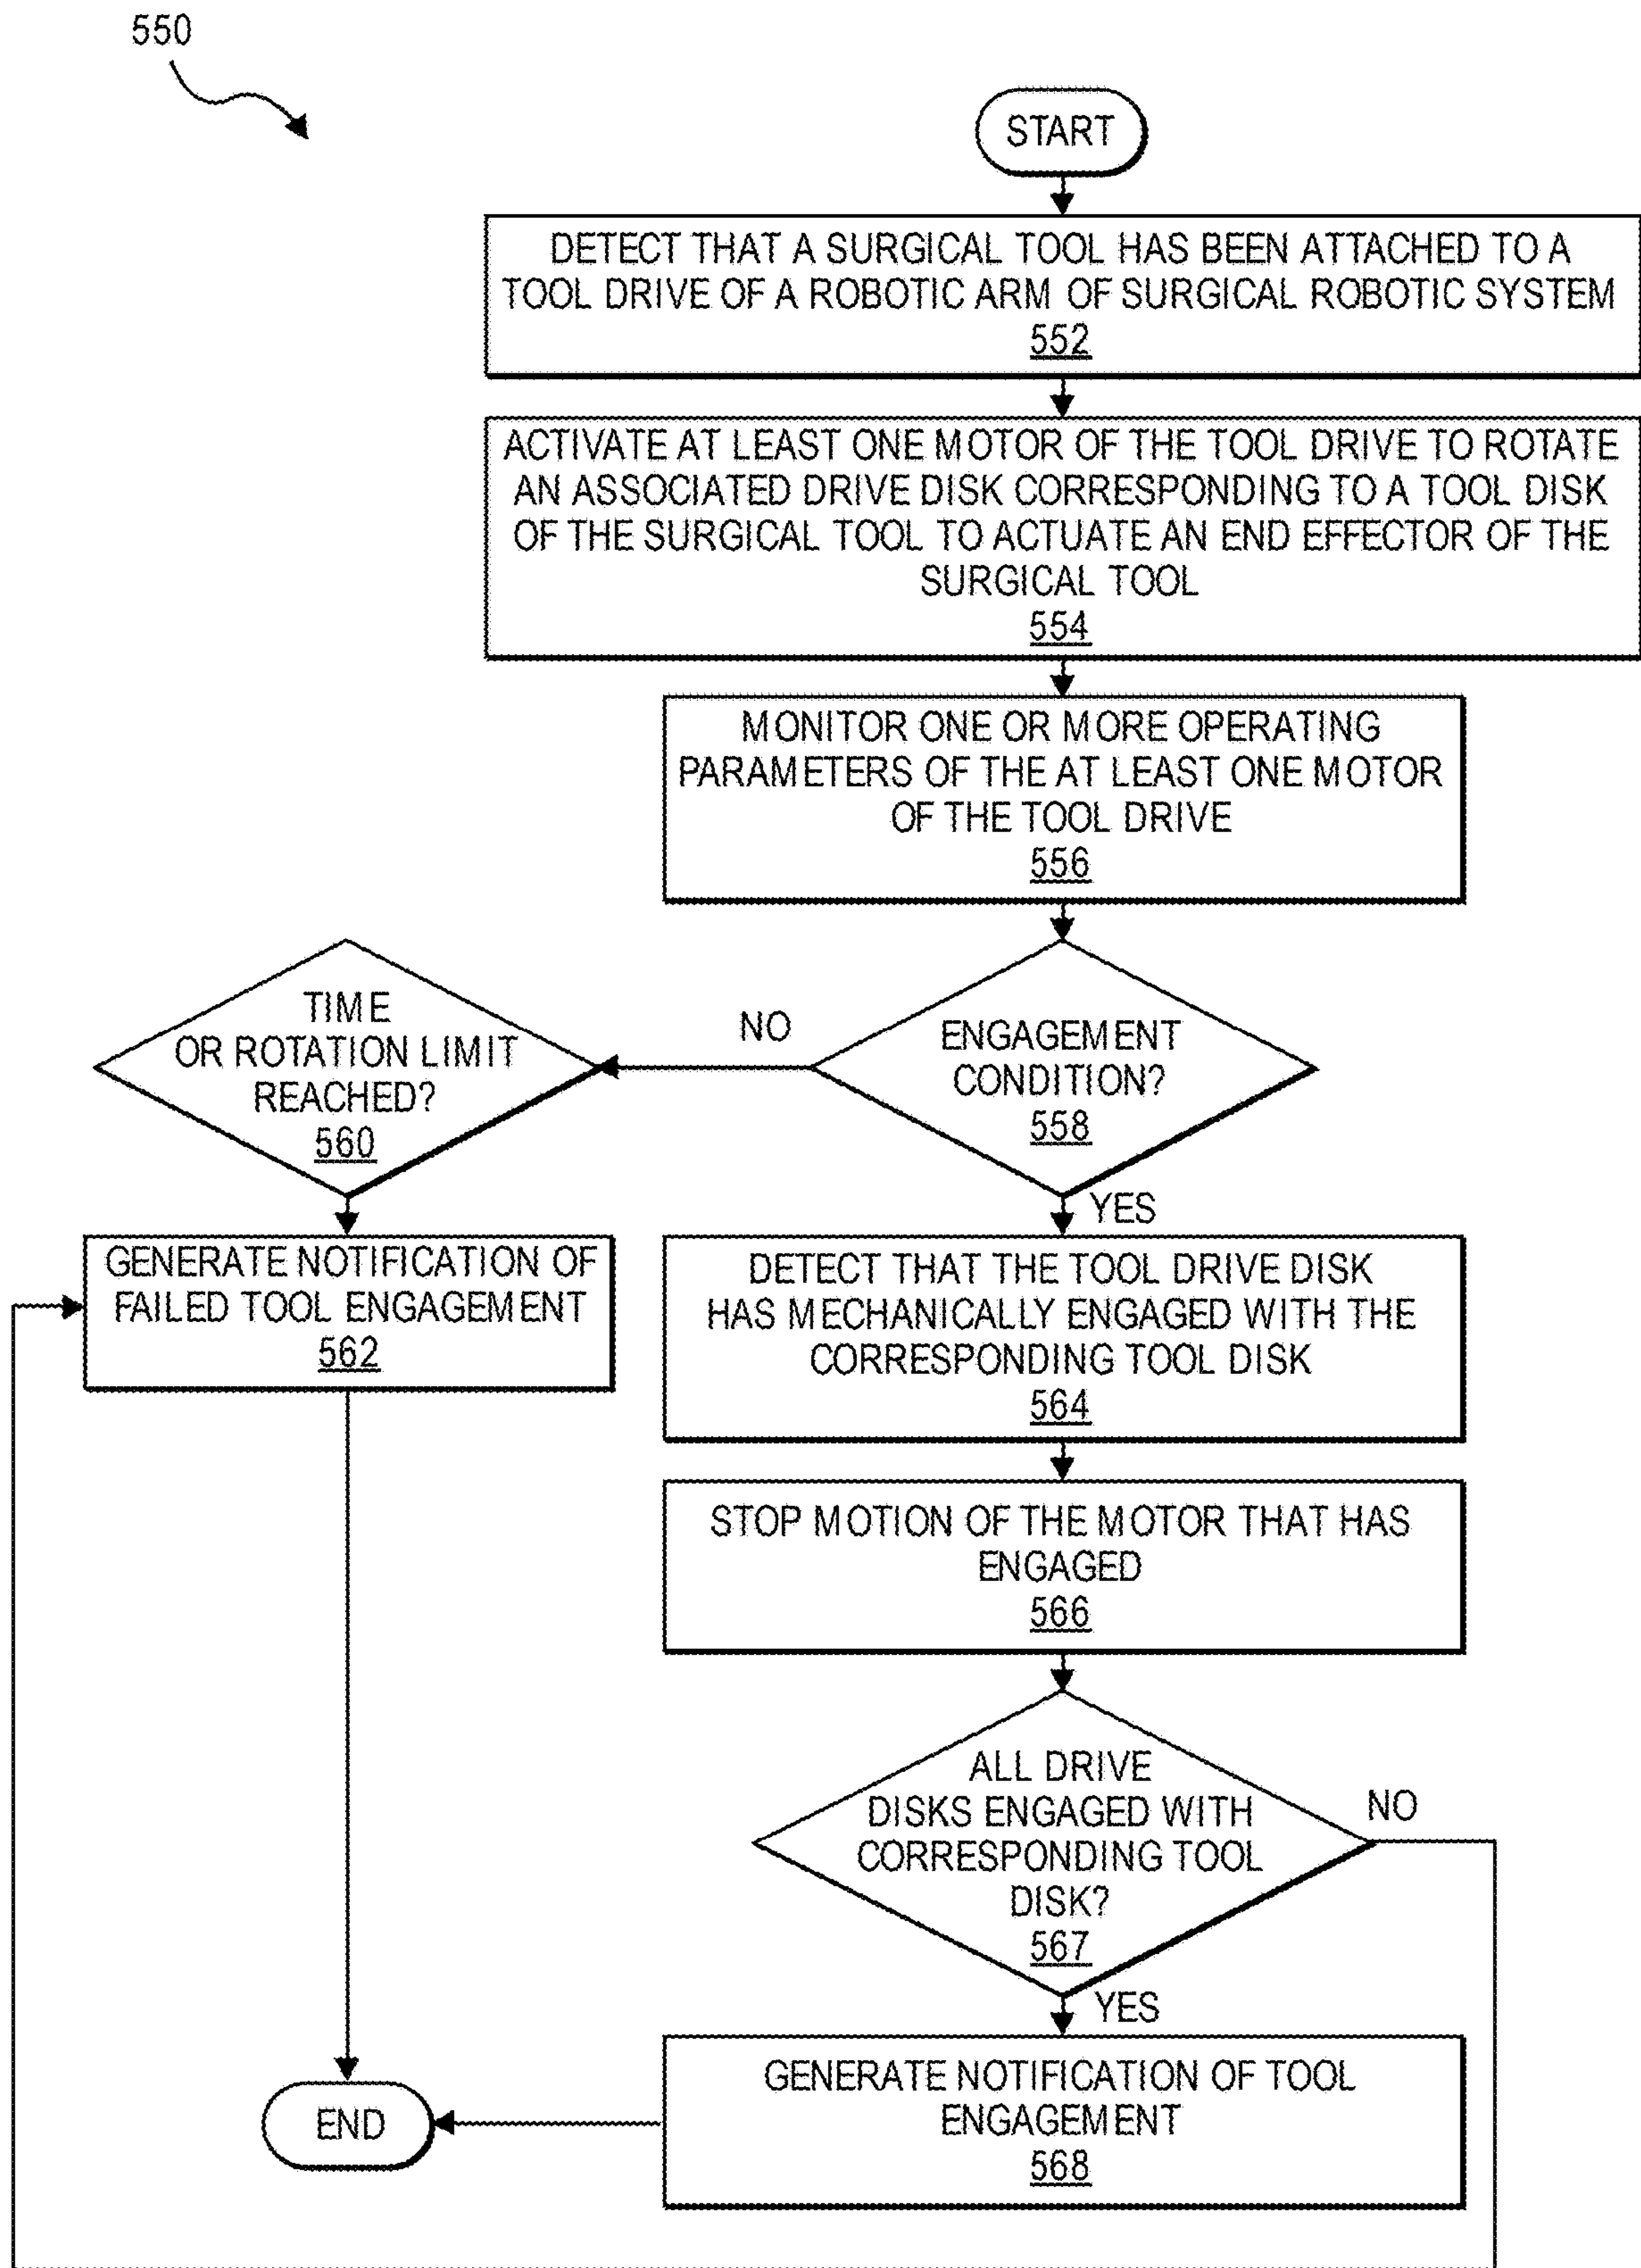 550
START
DETECT THAT A SURGICAL TOOL HAS BEEN ATTACHED TO A
TOOL DRIVE OF A ROBOTIC ARM OF SURGICAL ROBOTIC SYSTEM
552
ACTIVATE AT LEAST ONE MOTOR OF THE TOOL DRIVE TO ROTATE
AN ASSOCIATED DRIVE DISK CORRESPONDING TO A TOOL DISK
OF THE SURGICAL TOOL TO ACTUATE AN END EFFECTOR OF THE
SURGICAL TOOL
554
MONITOR ONE OR MORE OPERATING
PARAMETERS OF THE AT LEAST ONE MOTOR
OF THE TOOL DRIVE
556
ENGAGEMENT
CONDITION?
558
NO
TIME
OR ROTATION LIMIT
REACHED?
560
GENERATE NOTIFICATION OF
FAILED TOOL ENGAGEMENT
562
YES
DETECT THAT THE TOOL DRIVE DISK
HAS MECHANICALLY ENGAGED WITH THE
CORRESPONDING TOOL DISK
564
STOP MOTION OF THE MOTOR THAT HAS
ENGAGED
566
ALL DRIVE
DISKS ENGAGED WITH
CORRESPONDING TOOL
DISK?
567
NO
YES
GENERATE NOTIFICATION OF TOOL
ENGAGEMENT
568
END